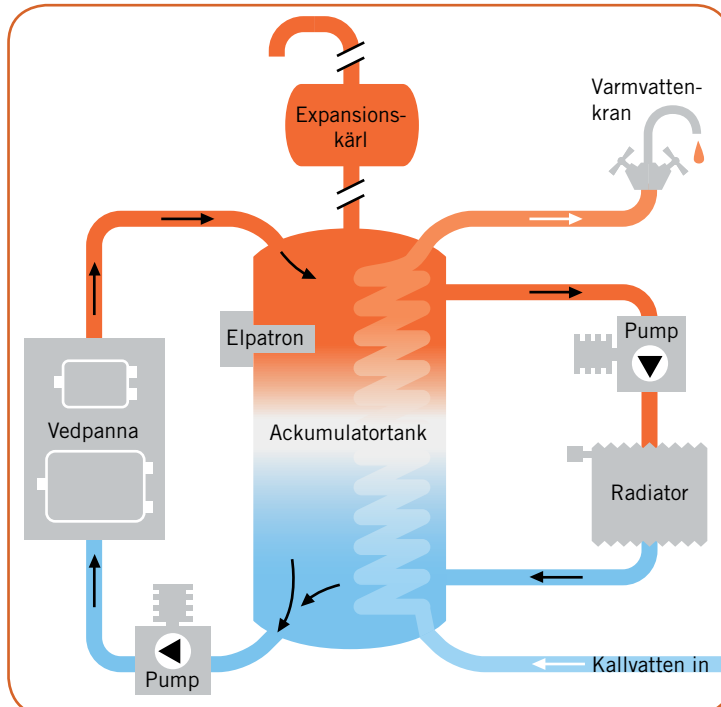 Expansions-
kärl
Varmvatten-
kran
Elpatron
Pump
Vedpanna
Ackumulatortank
Radiator
Pump
Kallvatten in